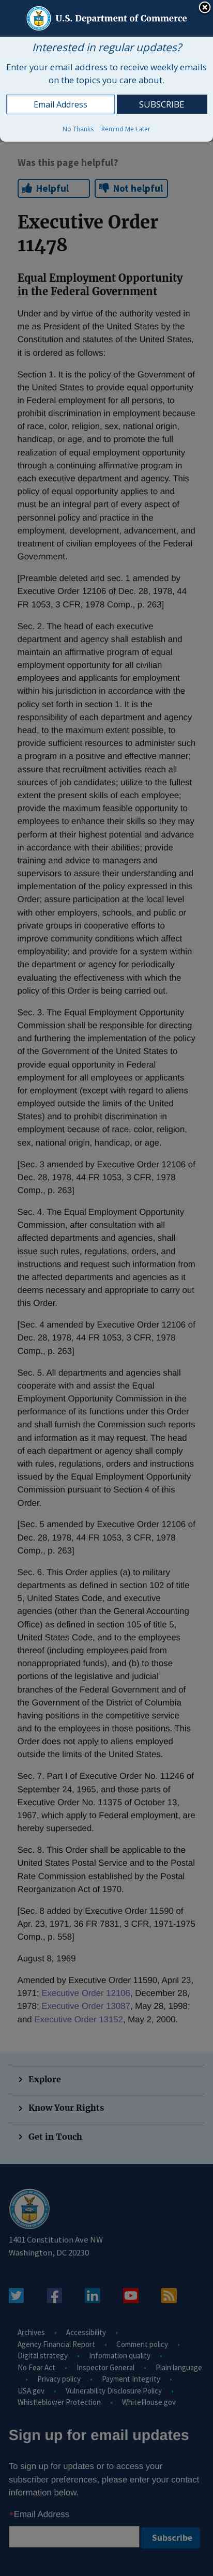 U.S. Department of Commerce
Interested in regular updates?
Enter your email address to receive weekly emails
on the topics you care about.
Email Address
SUBSCRIBE
No Thanks
Remind Me Later
Was this page helpful?
Helpful
Not helpful
Executive Order
11478
Equal Employment Opportunity
in the Federal Government
Under and by virtue of the authority vested in
me as President of the United States by the
Constitution and statutes of the United States,
it is ordered as follows:
Section 1. It is the policy of the Government of
the United States to provide equal opportunity
in Federal employment for all persons, to
prohibit discrimination in employment because
of race, color, religion, sex, national origin,
handicap, or age, and to promote the full
realization of equal employment opportunity
through a continuing affirmative program in
each executive department and agency. This
policy of equal opportunity applies to and
must be an integral part of every aspect of
personnel policy and practice in the
employment, development, advancement, and
treatment of civilian employees of the Federal
Government.
[Preamble deleted and sec. 1 amended by
Executive Order 12106 of Dec. 28, 1978, 44
FR 1053, 3 CFR, 1978 Comp., p. 263]
Sec. 2. The head of each executive
department and agency shall establish and
maintain an affirmative program of equal
employment opportunity for all civilian
employees and applicants for employment
within his jurisdiction in accordance with the
policy set forth in section 1. It is the
responsibility of each department and agency
head, to the maximum extent possible, to
provide sufficient resources to administer such
a program in a positive and effective manner;
assure that recruitment activities reach all
sources of job candidates; utilize to the fullest
extent the present skills of each employee;
provide the maximum feasible opportunity to
employees to enhance their skills so they may
perform at their highest potential and advance
in accordance with their abilities; provide
training and advice to supervisors to
assure their understanding and
implementation of the policy expressed in this
Order; assure participation at the local level
with other employers, schools, and public or
private groups in cooperative efforts to
improve community conditions which affect
employability; and provide for a system within
the department or agency for periodically
evaluating the effectiveness with which the
policy of this Order is being carried out.
Sec. 3. The Equal Employment Opportunity
Commission shall be responsible for directing
and furthering the implementation of the policy
of the Government of the United States to
provide equal opportunity in Federal
employment for all employees or applicants
for employment (except with regard to aliens
employed outside the limits of the United
States) and to prohibit discrimination in
employment because of race, color, religion,
sex, national origin, handicap, or age.
[Sec. 3 amended by Executive Order 12106 of
Dec. 28, 1978, 44 FR 1053, 3 CFR, 1978
Comp., p. 263]
Sec. 4. The Equal Employment Opportunity
Commission, after consultation with all
affected departments and agencies, shall
issue such rules, regulations, orders, and
instructions and request such information from
the affected departments and agencies as it
deems necessary and appropriate to carry out
this Order.
[Sec. 4 amended by Executive Order 12106 of
Dec. 28, 1978, 44 FR 1053, 3 CFR, 1978
Comp., p. 263]
Sec. 5. All departments and agencies shall
cooperate with and assist the Equal
Employment Opportunity Commission in the
performance of its functions under this Order
and shall furnish the Commission such reports
and information as it may request. The head
of each department or agency shall comply
with rules, regulations, orders and instructions
issued by the Equal Employment Opportunity
Commission pursuant to Section 4 of this
Order.
[Sec. 5 amended by Executive Order 12106 of
Dec. 28, 1978, 44 FR 1053, 3 CFR, 1978
Comp., p. 263]
Sec. 6. This Order applies (a) to military
departments as defined in section 102 of title
5, United States Code, and executive
agencies (other than the General Accounting
Office) as defined in section 105 of title 5,
United States Code, and to the employees
thereof (including employees paid from
nonappropriated funds), and (b) to those
portions of the legislative and judicial
branches of the Federal Government and of
the Government of the District of Columbia
having positions in the competitive service
and to the employees in those positions. This
Order does not apply to aliens employed
outside the limits of the United States.
Sec. 7. Part I of Executive Order No. 11246 of
September 24, 1965, and those parts of
Executive Order No. 11375 of October 13,
1967, which apply to Federal employment, are
hereby superseded.
Sec. 8. This Order shall be applicable to the
United States Postal Service and to the Postal
Rate Commission established by the Postal
Reorganization Act of 1970.
[Sec. 8 added by Executive Order 11590 of
Apr. 23, 1971, 36 FR 7831, 3 CFR, 1971-1975
Comp., p. 558]
August 8, 1969
Amended by Executive Order 11590, April 23,
1971; Executive Order 12106, December 28,
1978; Executive Order 13087, May 28, 1998;
and Executive Order 13152, May 2, 2000.
Explore
Know Your Rights
Get in Touch
1401 Constitution Ave NW
Washington, DC 20230
Archives • Accessibility •
Agency Financial Report • Comment policy •
Digital strategy • Information quality •
No Fear Act • Inspector General • Plain language
• Privacy policy • Payment Integrity •
USA.gov • Vulnerability Disclosure Policy •
Whistleblower Protection • WhiteHouse.gov
Sign up for email updates
To sign up for updates or to access your
subscriber preferences, please enter your contact
information below.
*Email Address
Subscribe